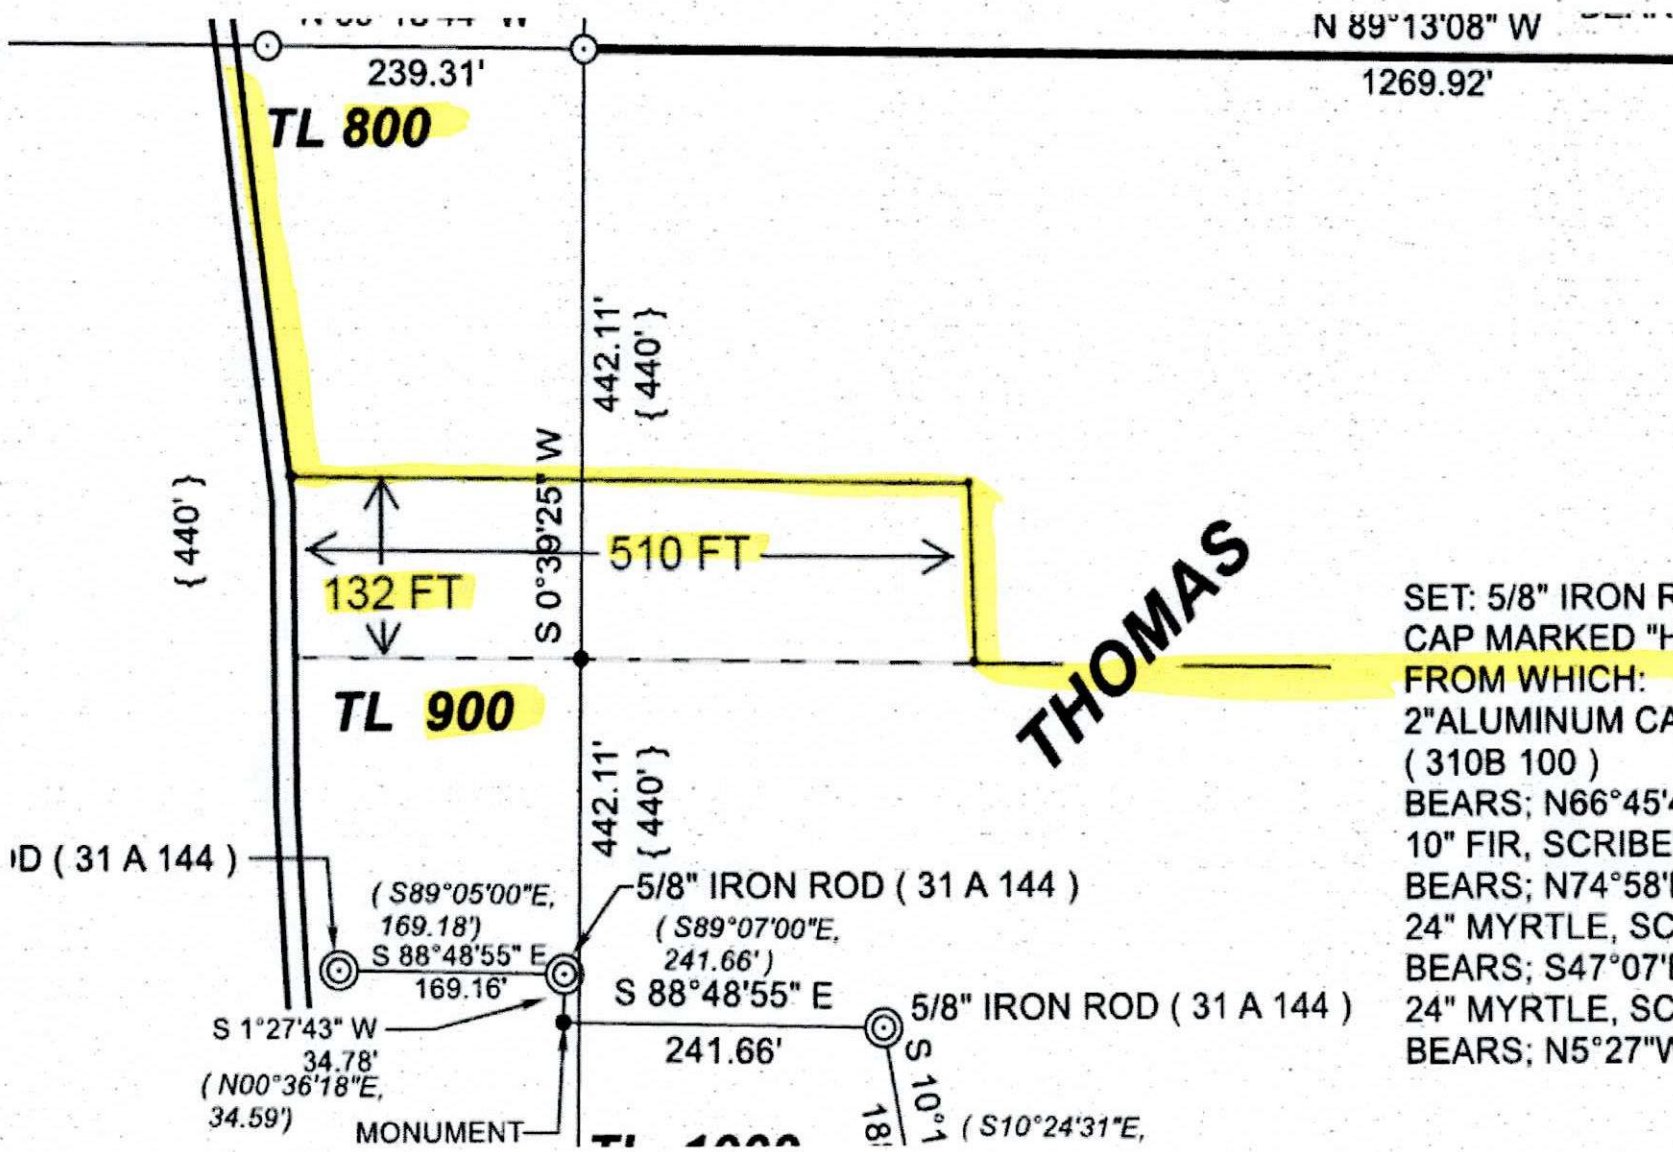 N 89°13'08" W
239.31'
1269.92'
TL 800
442.11'
{ 440' }
S 0°39'25" W
{ 440' }
510 FT
132 FT
THOMAS
SET: 5/8" IRON
CAP MARKED
FROM WHICH:
2"ALUMINUM
( 310B 100 )
BEARS; N66°45'
10" FIR, SCRIBE
BEARS; N74°58'
24" MYRTLE,
BEARS; S47°07'
24" MYRTLE,
BEARS; N5°27"W
TL 900
442.11'
{ 440' }
( 31 A 144 )
5/8" IRON ROD ( 31 A 144 )
( S89°05'00"E,
169.18')
S 88°48'55" E
169.16'
( S89°07'00"E,
241.66' )
S 88°48'55" E
241.66'
5/8" IRON ROD ( 31 A 144 )
S 1°27'43" W
34.78'
( N00°36'18"E,
34.59')
MONUMENT
S 10°
( S10°24'31"E,